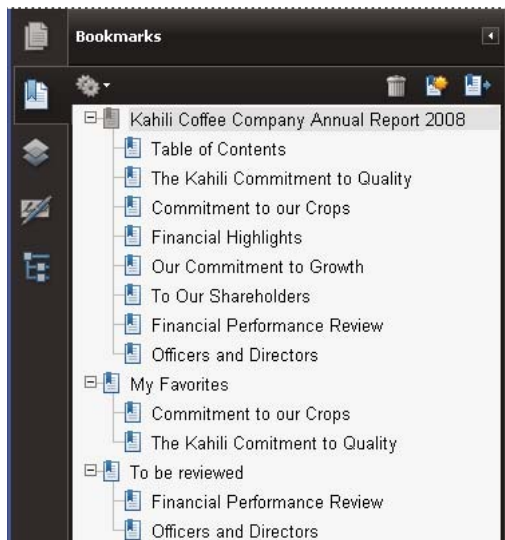 Bookmarks
Kahili Coffee Company Annual Report 2008
Table of Contents
The Kahili Commitment to Quality
Commitment to our Crops
Financial Highlights
Our Commitment to Growth
To Our Shareholders
Financial Performance Review
Officers and Directors
My Favorites
Commitment to our Crops
The Kahili Comitment to Quality
To be reviewed
Financial Performance Review
Officers and Directors